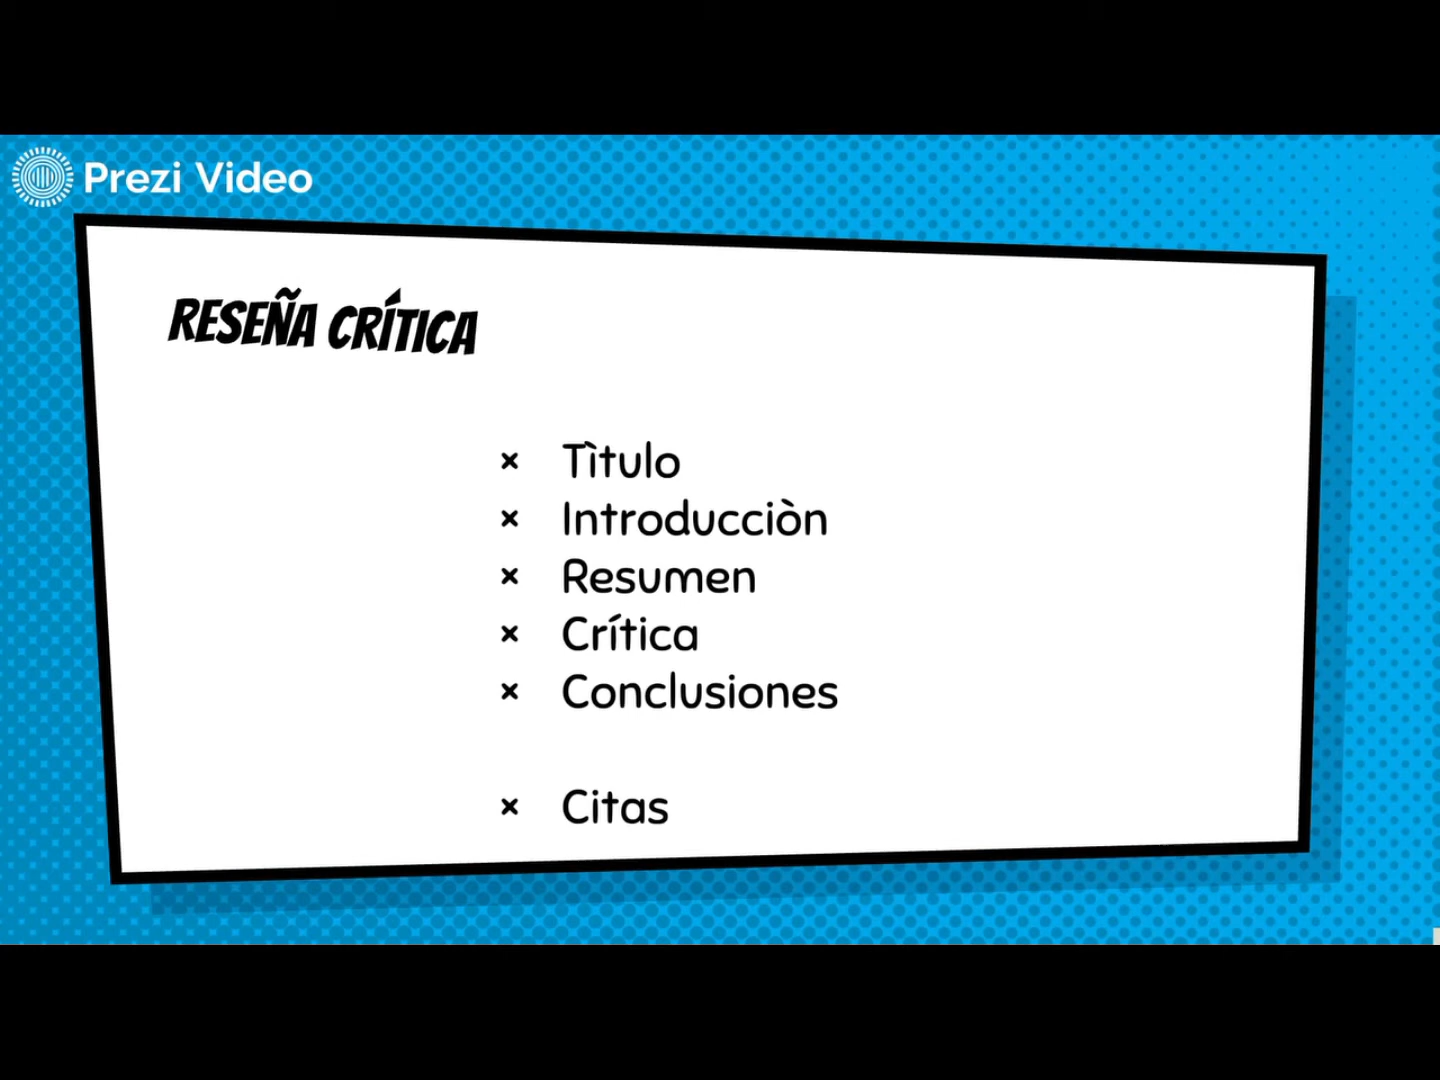 Prezi Video
RESEÑA CRÍTICA
× Tìtulo
× Introducciòn
× Resumen
× Crítica
× Conclusiones
× Citas